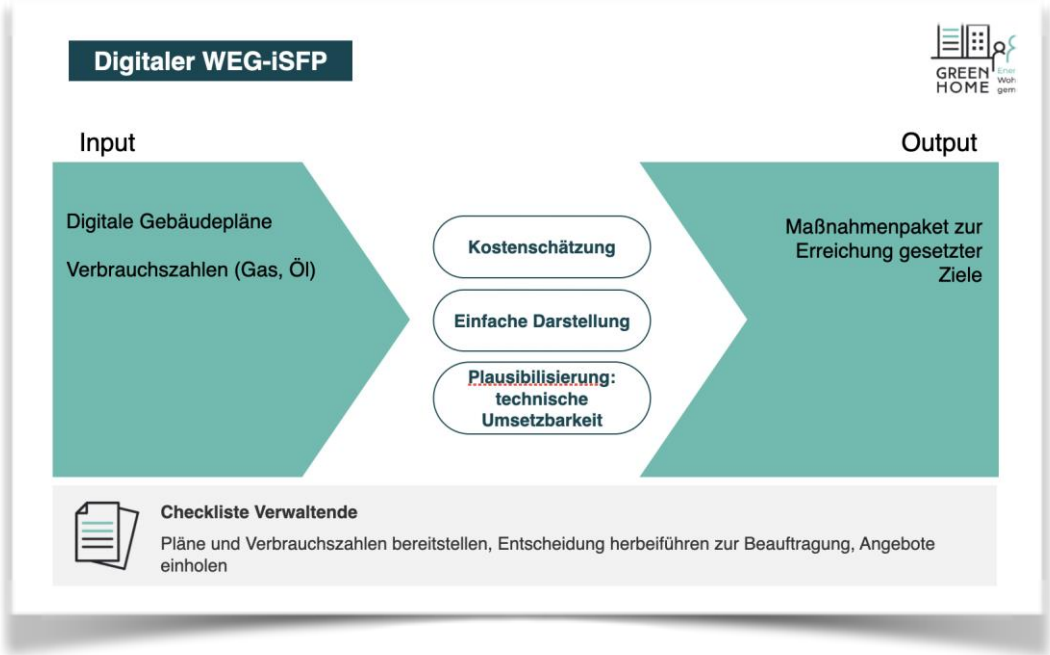 Digitaler WEG-iSFP
GREEN
HOME
Input
Output
Digitale Gebäudepläne
Verbrauchszahlen (Gas, Öl)
Kostenschätzung
Einfache Darstellung
Plausibilisierung:
technische
Umsetzbarkeit
Maßnahmenpaket zur
Erreichung gesetzter
Ziele
Checkliste Verwaltende
Pläne und Verbrauchszahlen bereitstellen, Entscheidung herbeiführen zur Beauftragung, Angebote
einholen